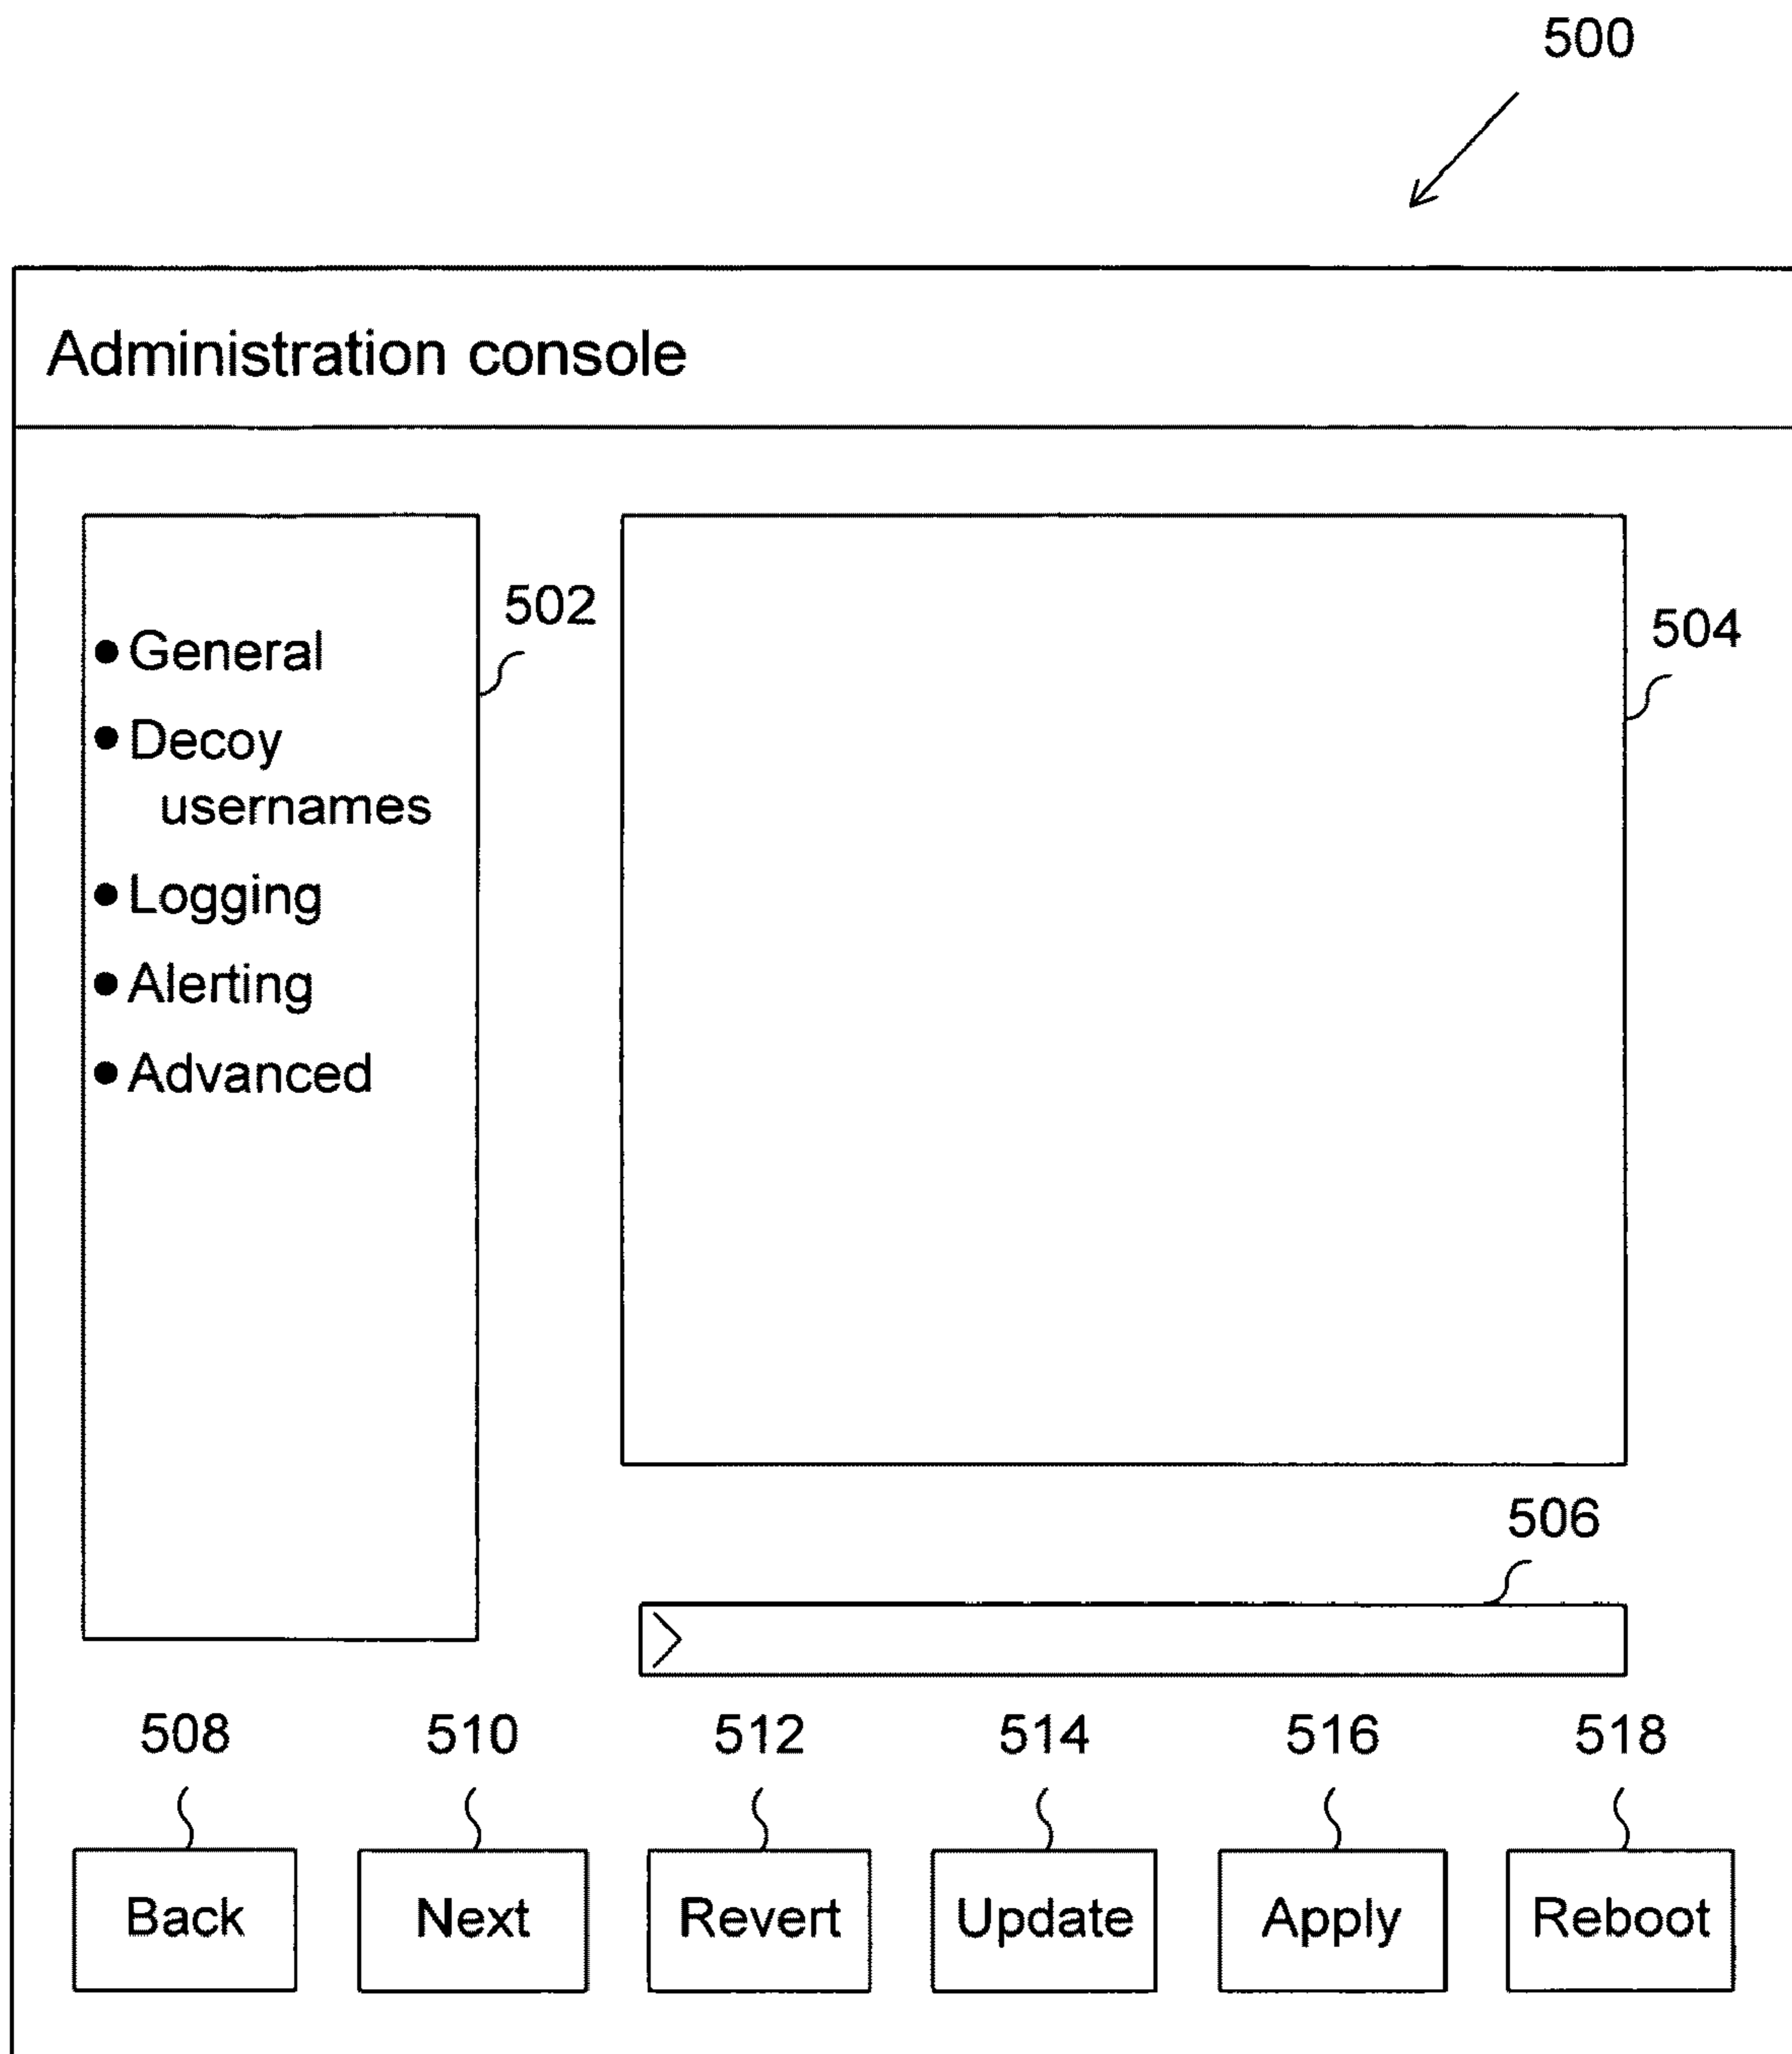 500
Administration console
502
504
• General
• Decoy
usernames
• Logging
• Alerting
• Advanced
506
>
508 510 512 514 516 518
Back Next Revert Update Apply Reboot